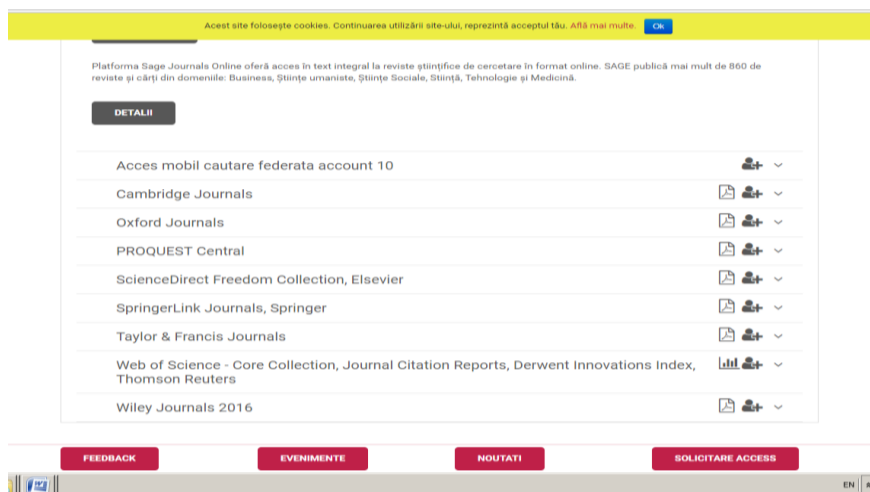 Acest site folosește cookies. Continuarea utilizării site-ului, reprezintă acceptul tău. Află mai multe. Ok
Platforma Sage Journals Online oferă acces în text integral la reviste științifice de cercetare în format online. SAGE publică mai mult de 860 de
reviste și cărți din domeniile: Business, Științe umaniste, Științe Sociale, Stiință, Tehnologie și Medicină.
DETALII
Acces mobil cautare federata account 10
Cambridge Journals
Oxford Journals
PROQUEST Central
ScienceDirect Freedom Collection, Elsevier
SpringerLink Journals, Springer
Taylor & Francis Journals
Web of Science - Core Collection, Journal Citation Reports, Derwent Innovations Index,
Thomson Reuters
Wiley Journals 2016
FEEDBACK EVENIMENTE NOUTATI SOLICITARE ACCESS
EN